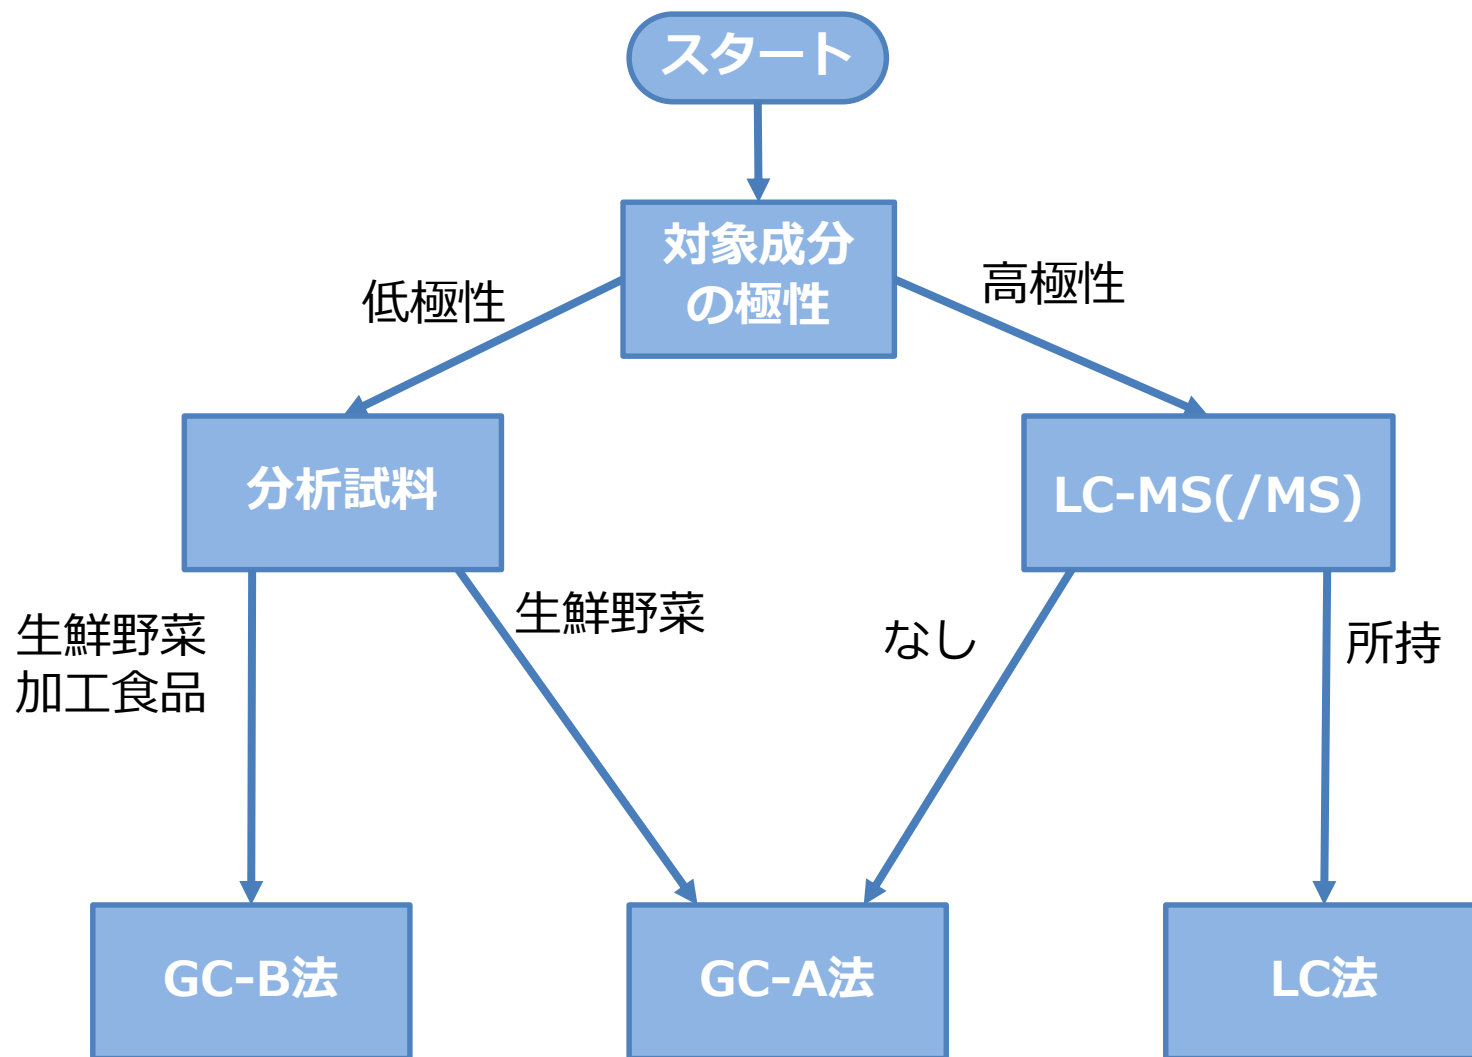 スタート
対象成分
の極性
低極性
高極性
分析試料
LC-MS(/MS)
生鮮野菜
加工食品
生鮮野菜
なし
所持
GC-B法
GC-A法
LC法